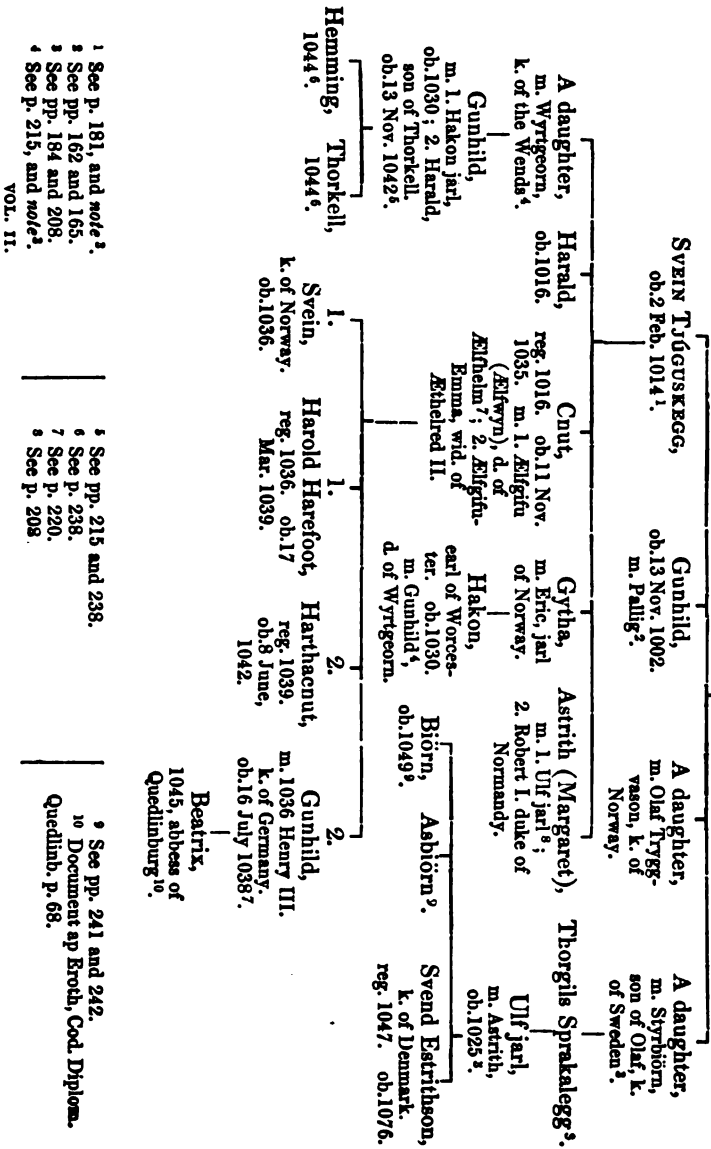 SVEIN TJÚGUSKEGG,
ob.2 Feb. 1014¹.
Gunhild,
ob.13 Nov. 1002.
m. Pallig².
A daughter,
m. Olaf Trygg-
vason, k. of
Norway.
A daughter,
m. Styrbiörn,
son of Olaf, k.
of Sweden³.
A daughter,
m. Wyrtgeorn,
k. of the Wends⁴.
Harald,
ob.1016.
Cnut,
reg. 1016. ob.11 Nov.
1035. m. 1. Ælfgifu
(Ælfwyn), d. of
Ælfhelm⁷; 2. Ælfgifu-
Emma, wid. of
Æthelred II.
Gytha,
m. Eric, jarl
of Norway.
Astrith (Margaret),
m. 1. Ulf jarl⁸;
2. Robert I. duke of
Normandy.
Thorgils Sprakalegg³.
Gunhild,
m. 1. Hakon jarl,
ob.1030; 2. Harald,
son of Thorkell.
ob.13 Nov. 1042⁵.
Hakon,
earl of Worces-
ter. ob.1030.
m. Gunhild⁴,
d. of Wyrtgeorn.
Ulf jarl,
m. Astrith,
ob.1025³.
Biörn,
ob.1049⁹.
Asbiörn⁹.
Svend Estrithson,
k. of Denmark.
reg. 1047. ob.1076.
Hemming,
1044⁶.
Thorkell,
1044⁶.
1.
Svein,
k. of Norway.
ob.1036.
1.
Harold Harefoot,
reg. 1036. ob.17
Mar. 1039.
2.
Harthacnut,
reg. 1039.
ob.8 June,
1042.
2.
Gunhild,
m. 1036 Henry III.
k. of Germany.
ob.16 July 1038⁷.
Beatrix,
1045, abbess of
Quedlinburg¹⁰.
¹ See p. 181, and note³.
² See pp. 162 and 165.
³ See pp. 184 and 208.
⁴ See p. 215, and note³.
⁵ See pp. 215 and 238.
⁶ See p. 238.
⁷ See p. 220.
⁸ See p. 208
⁹ See pp. 241 and 242.
¹⁰ Document ap Eroth, Cod. Diplom.
Quedlinb. p. 68.
VOL. II.